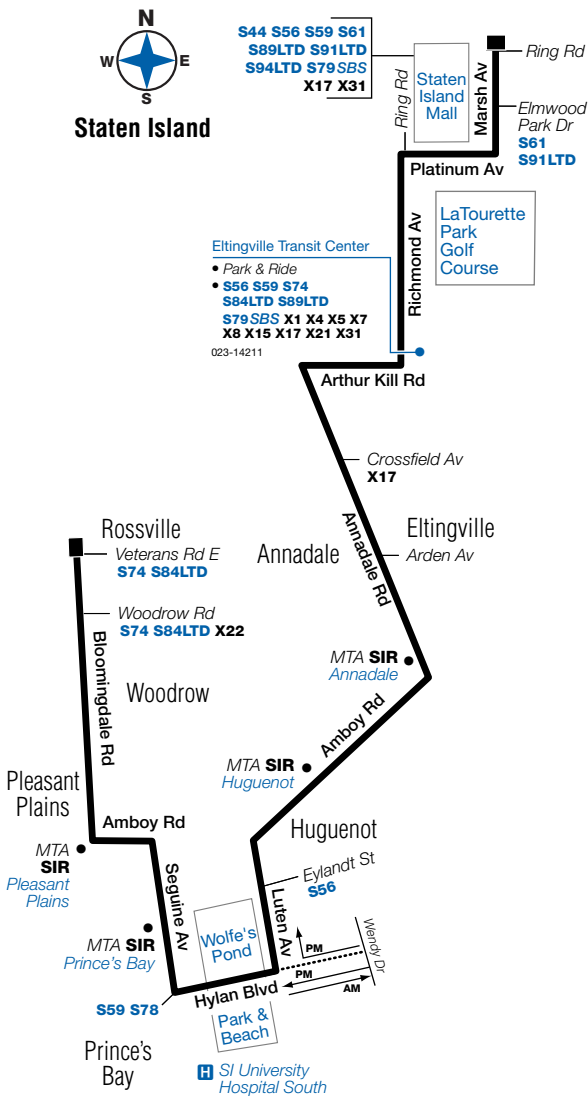 N
W E
S
Staten Island
S44 S56 S59 S61
S89LTD S91LTD
S94LTD S79SBS
X17 X31
Ring Rd
Staten
Island
Mall
Marsh Av
Ring Rd
Elmwood
Park Dr
S61
S91LTD
Platinum Av
Richmond Av
LaTourette
Park
Golf
Course
Eltingville Transit Center
• Park & Ride
• S56 S59 S74
S84LTD S89LTD
S79SBS X1 X4 X5 X7
X8 X15 X17 X21 X31
023-14211
Arthur Kill Rd
Crossfield Av
X17
Annadale Rd
Eltingville
Arden Av
Annadale
Rossville
Veterans Rd E
S74 S84LTD
Woodrow Rd
S74 S84LTD X22
Bloomingdale Rd
Woodrow
MTA SIR
Annadale
Amboy Rd
MTA SIR
Huguenot
Huguenot
Pleasant
Plains
Amboy Rd
MTA
SIR
Pleasant
Plains
Seguine Av
Eylandt St
S56
Luten Av
Wolfe's
Pond
MTA SIR
Prince's Bay
PM
PM
AM
Wendy Dr
Hylan Blvd
S59 S78
Park &
Beach
Prince's
Bay
H SI University
Hospital South